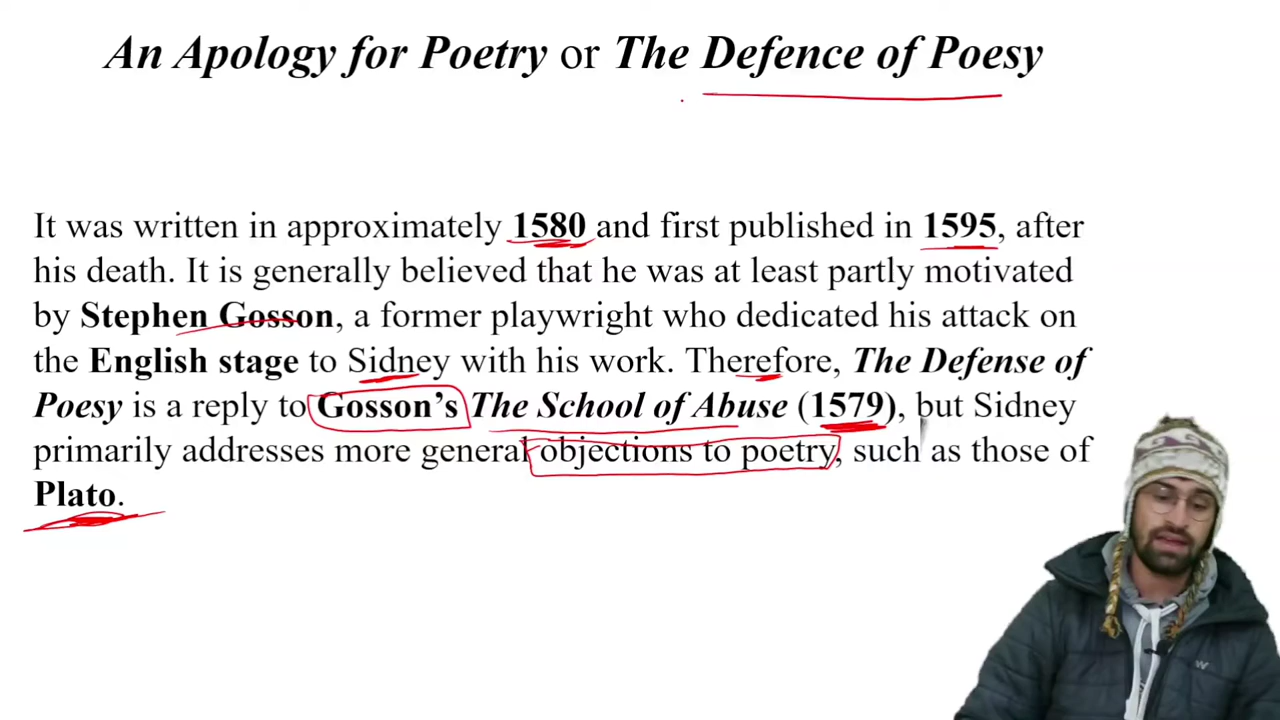 An Apology for Poetry or The Defence of Poesy
It was written in approximately 1580 and first published in 1595, after
his death. It is generally believed that he was at least partly motivated
by Stephen Gosson, a former playwright who dedicated his attack on
the English stage to Sidney with his work. Therefore, The Defense of
Poesy is a reply to Gosson's The School of Abuse (1579), but Sidney
primarily addresses more general objections to poetry, such as those of
Plato.